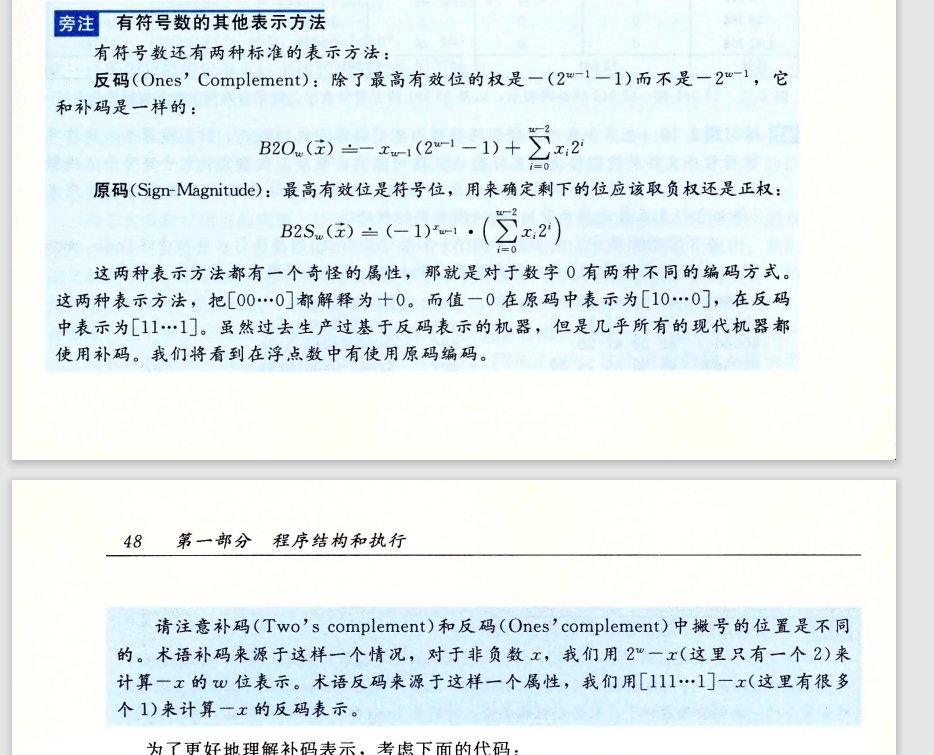 旁注 有符号数的其他表示方法
有符号数还有两种标准的表示方法：
反码(Ones’ Complement)：除了最高有效位的权是−(2^{w−1}−1)而不是−2^{w−1}，它
和补码是一样的：
B2O_w(x⃗) ≐ −x_{w−1}(2^{w−1} − 1) + ∑_{i=0}^{w−2} x_i 2^i
原码(Sign-Magnitude)：最高有效位是符号位，用来确定剩下的位应该取负权还是正权：
B2S_w(x⃗) ≐ (−1)^{x_{w−1}} · (∑_{i=0}^{w−2} x_i 2^i)
这两种表示方法都有一个奇怪的属性，那就是对于数字 0 有两种不同的编码方式。
这两种表示方法，把[00⋯0]都解释为＋0。而值－0 在原码中表示为[10⋯0]，在反码
中表示为[11⋯1]。虽然过去生产过基于反码表示的机器，但是几乎所有的现代机器都
使用补码。我们将看到在浮点数中有使用原码编码。
48 第一部分 程序结构和执行
请注意补码(Two’s complement)和反码(Ones’complement)中撇号的位置是不同
的。术语补码来源于这样一个情况，对于非负数 x，我们用 2^w−x(这里只有一个 2)来
计算−x 的 w 位表示。术语反码来源于这样一个属性，我们用[111⋯1]−x(这里有很多
个 1)来计算−x 的反码表示。
为了更好地理解补码表示，考虑下面的代码：